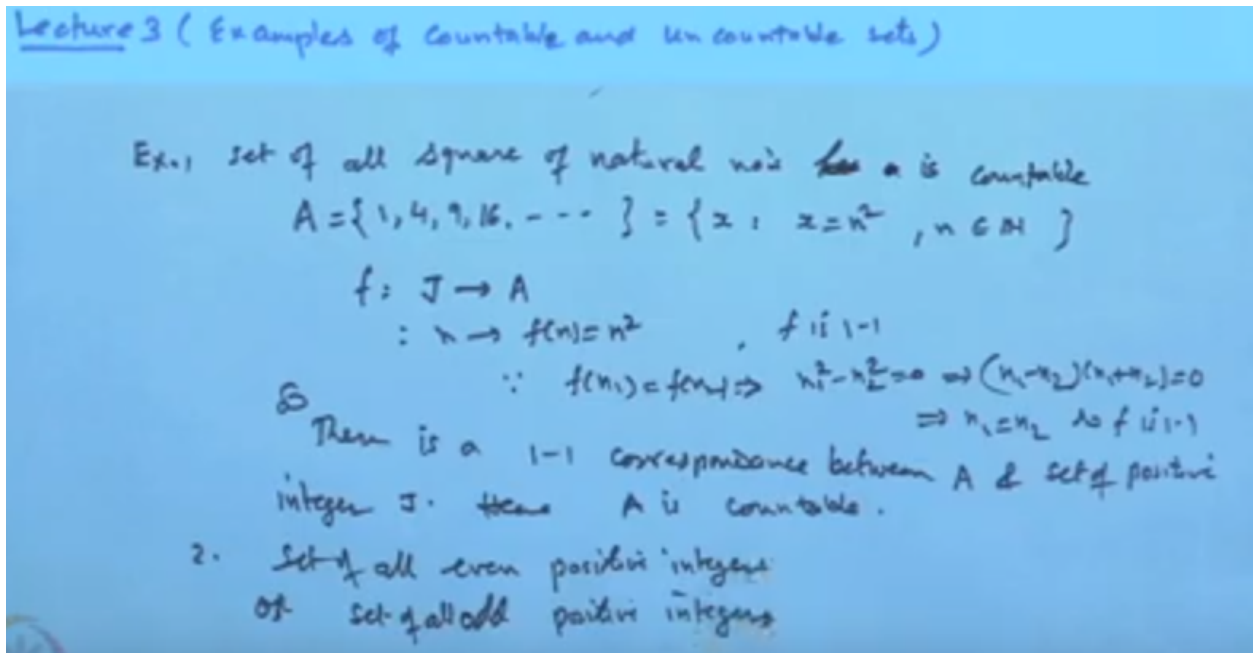 Lecture 3 ( Examples of Countable and Uncountable sets)
Ex.1 set of all square of natural no's is countable
A = { 1, 4, 9, 16, - - - } = { x : x = n² , n ∈ ℕ }
f : J → A
: n → f(n) = n² , f is 1-1
∵ f(n₁) = f(n₂) ⇒ n₁² - n₂² = 0 ⇒ (n₁-n₂)(n₁+n₂) = 0
⇒ n₁ = n₂ so f is 1-1
So There is a 1-1 correspondance between A & set of positive
integer J. Hence A is countable.
2. Set of all even positive integers
or set of all odd positive integers